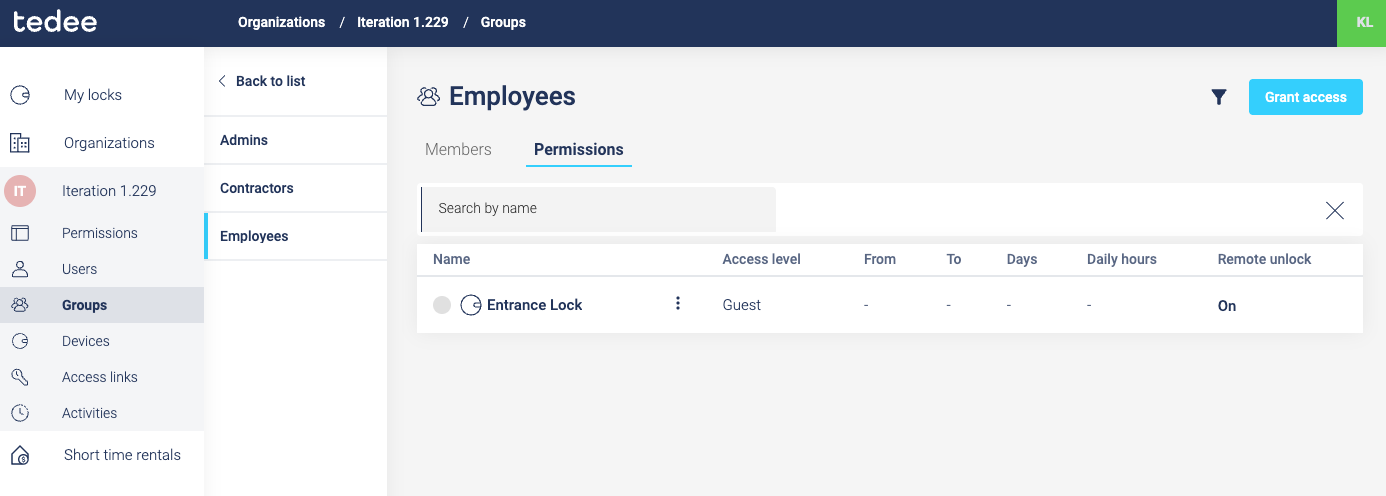 tedee
Organizations / Iteration 1.229 / Groups
KL
My locks
Organizations
IT Iteration 1.229
Permissions
Users
Groups
Devices
Access links
Activities
Short time rentals
Back to list
Admins
Contractors
Employees
Employees
Grant access
Members Permissions
Search by name
Name Access level From To Days Daily hours Remote unlock
Entrance Lock Guest - - - - On